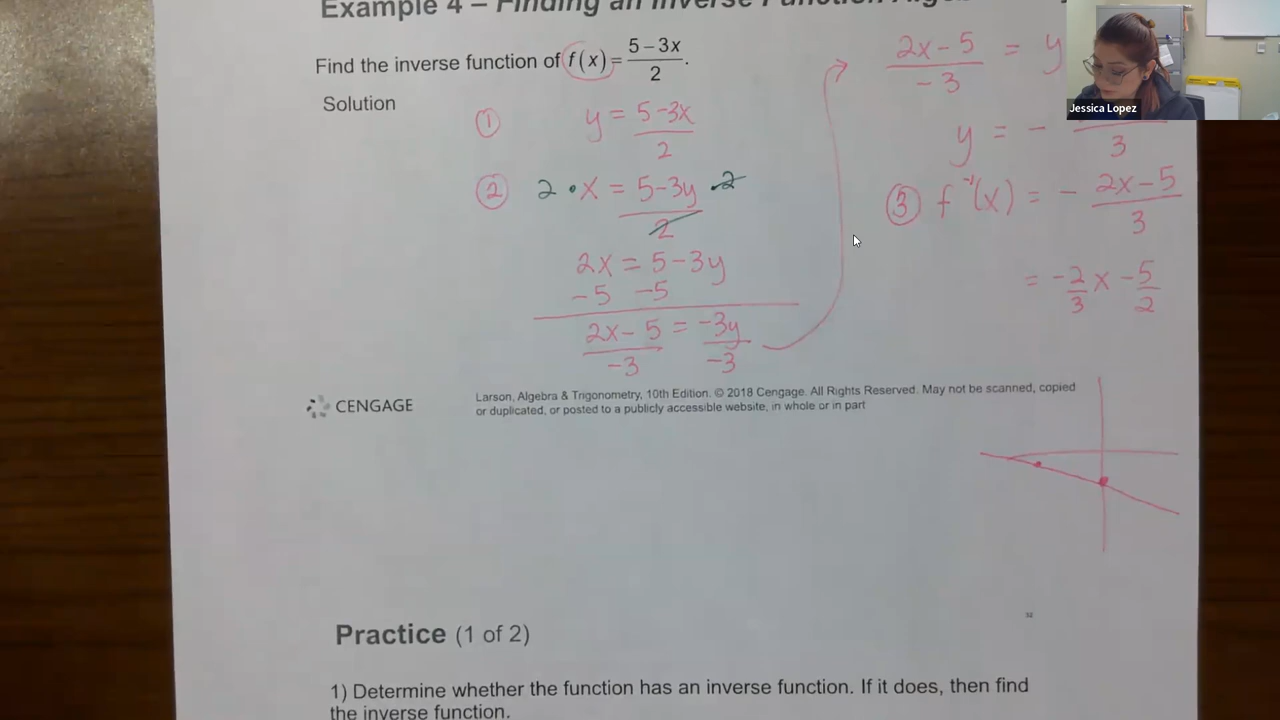 Example 4 – Finding an Inverse Function Alge
Find the inverse function of f(x) = (5 – 3x)/2.
Solution
① y = (5-3x)/2
② 2 • X = (5-3y)/2 • 2
2x = 5-3y
-5 -5
(2x-5)/-3 = -3y/-3
(2x-5)/-3 = y
y = - /3
③ f⁻¹(x) = - (2x-5)/3
= -2/3 x -5/2
CENGAGE
Larson, Algebra & Trigonometry, 10th Edition. © 2018 Cengage. All Rights Reserved. May not be scanned, copied
or duplicated, or posted to a publicly accessible website, in whole or in part
Practice (1 of 2)
1) Determine whether the function has an inverse function. If it does, then find
the inverse function.
Jessica Lopez